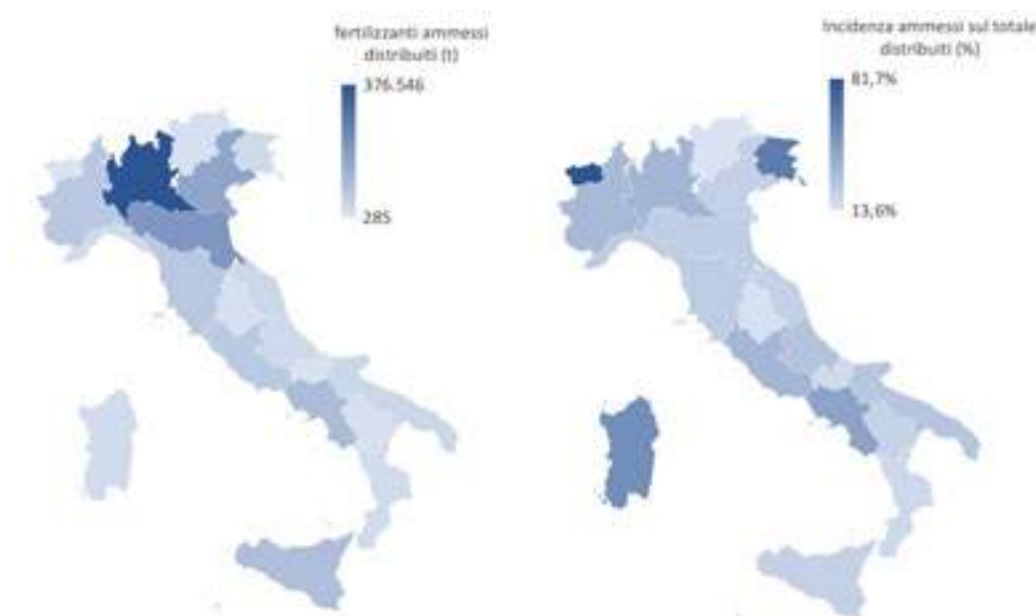 fertilizzanti ammessi
distribuiti (t)
376.546
285
Incidenza ammessi sul totale
distribuiti (%)
81,7%
13,6%